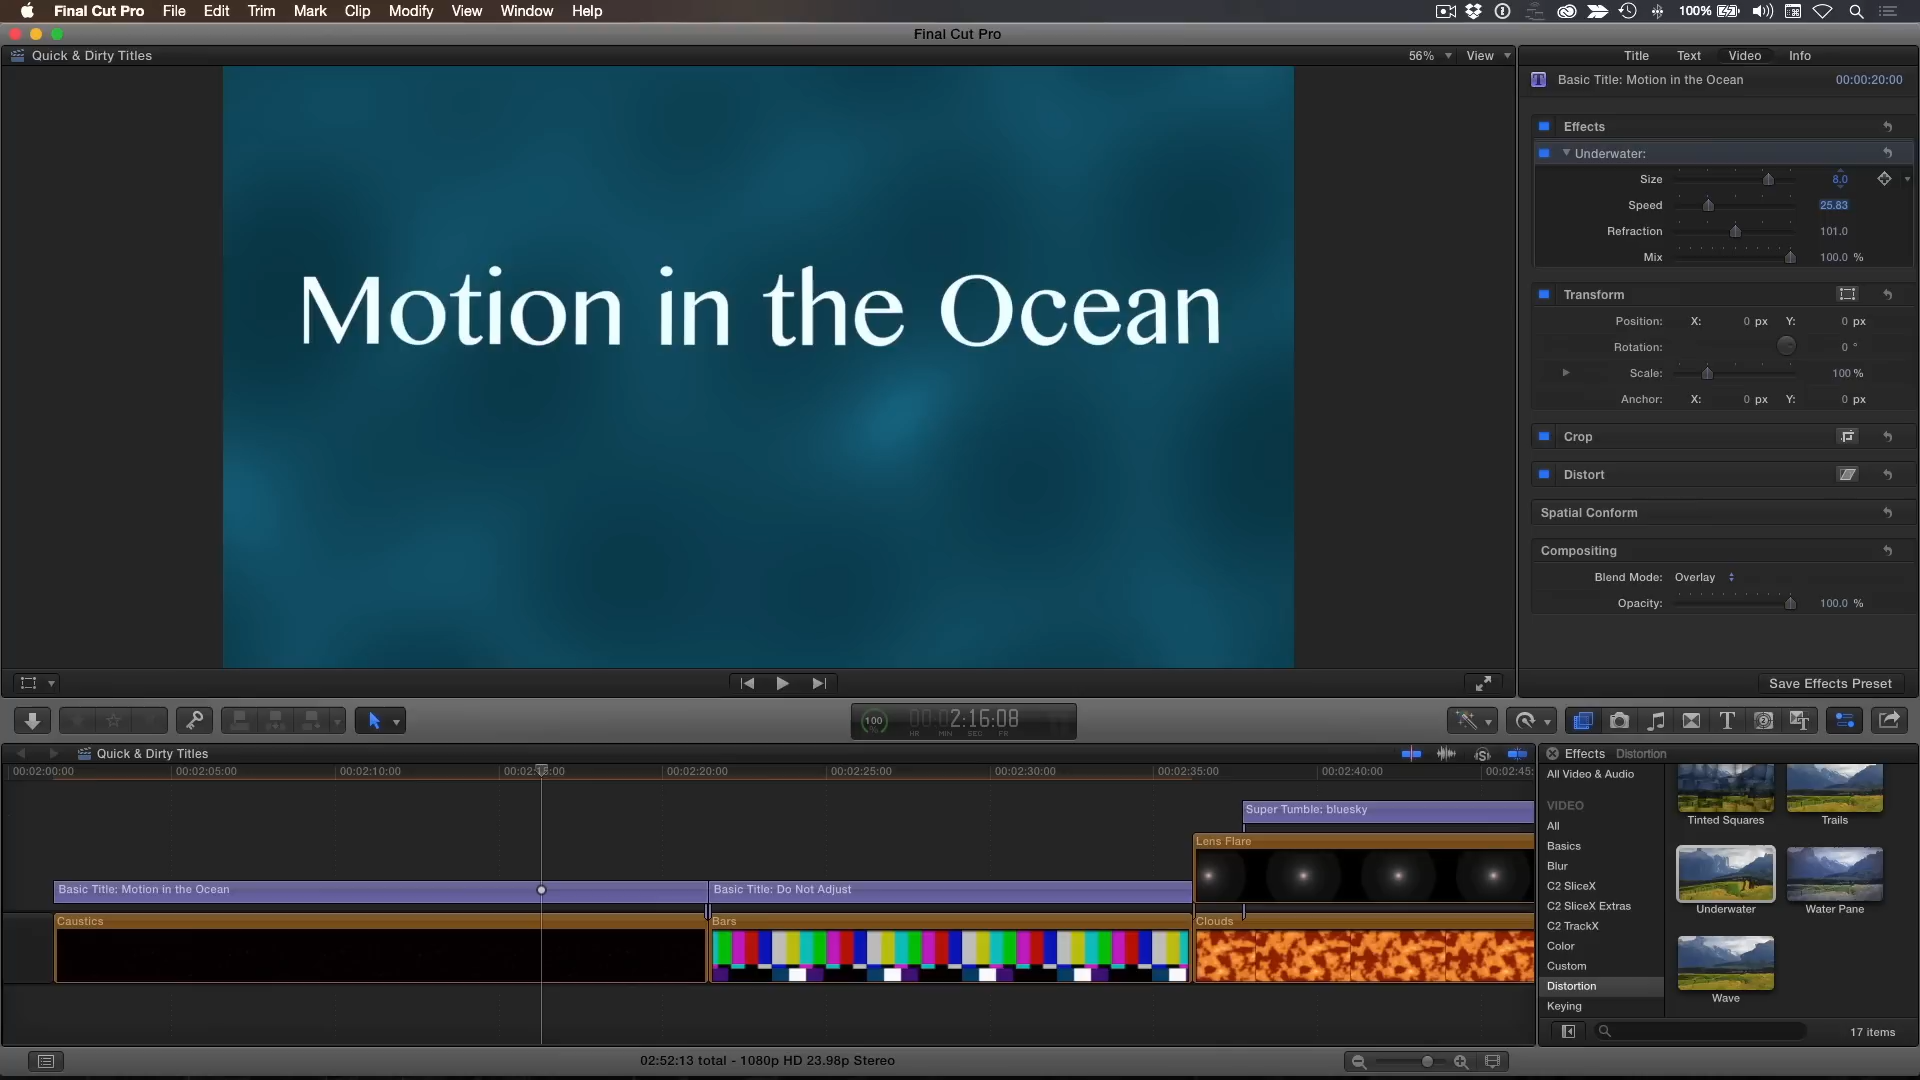 Final Cut Pro File Edit Trim Mark Clip Modify View Window Help 100%
Final Cut Pro
Quick & Dirty Titles 56% View Title Text Video Info
Basic Title: Motion in the Ocean 00:00:20:00
Effects
Underwater:
Size 8.0
Speed 25.83
Refraction 101.0
Mix 100.0 %
Motion in the Ocean
Transform
Position: X: 0 px Y: 0 px
Rotation: 0 °
Scale: 100 %
Anchor: X: 0 px Y: 0 px
Crop
Distort
Spatial Conform
Compositing
Blend Mode: Overlay
Opacity: 100.0 %
Save Effects Preset
100 % 00:02:16:08
HR MIN SEC FR
Quick & Dirty Titles
00:02:00:00 00:02:05:00 00:02:10:00 00:02:15:00 00:02:20:00 00:02:25:00 00:02:30:00 00:02:35:00 00:02:40:00 00:02:45:
Super Tumble: bluesky
Lens Flare
Basic Title: Motion in the Ocean Basic Title: Do Not Adjust
Caustics Bars Clouds
Effects Distortion
All Video & Audio
VIDEO
All
Basics
Blur
C2 SliceX
C2 SliceX Extras
C2 TrackX
Color
Custom
Distortion
Keying
Tinted Squares Trails
Underwater Water Pane
Wave
17 items
02:52:13 total - 1080p HD 23.98p Stereo